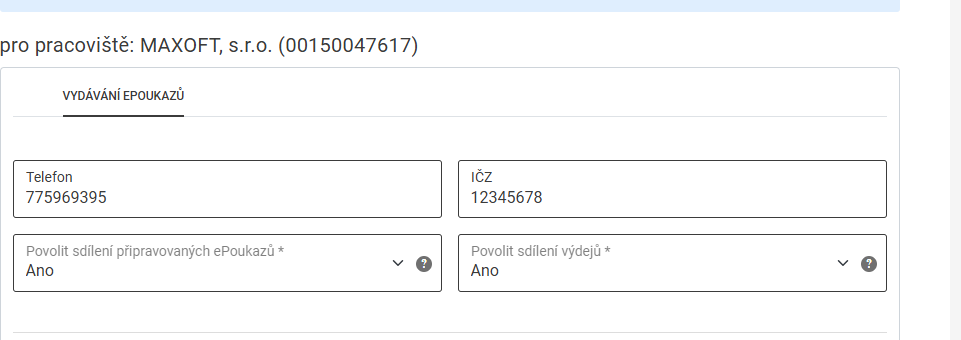 pro pracoviště: MAXOFT, s.r.o. (00150047617)
VYDÁVÁNÍ EPOUKAZŮ
Telefon
775969395
IČZ
12345678
Povolit sdílení připravovaných ePoukazů *
Ano
?
Povolit sdílení výdejů *
Ano
?